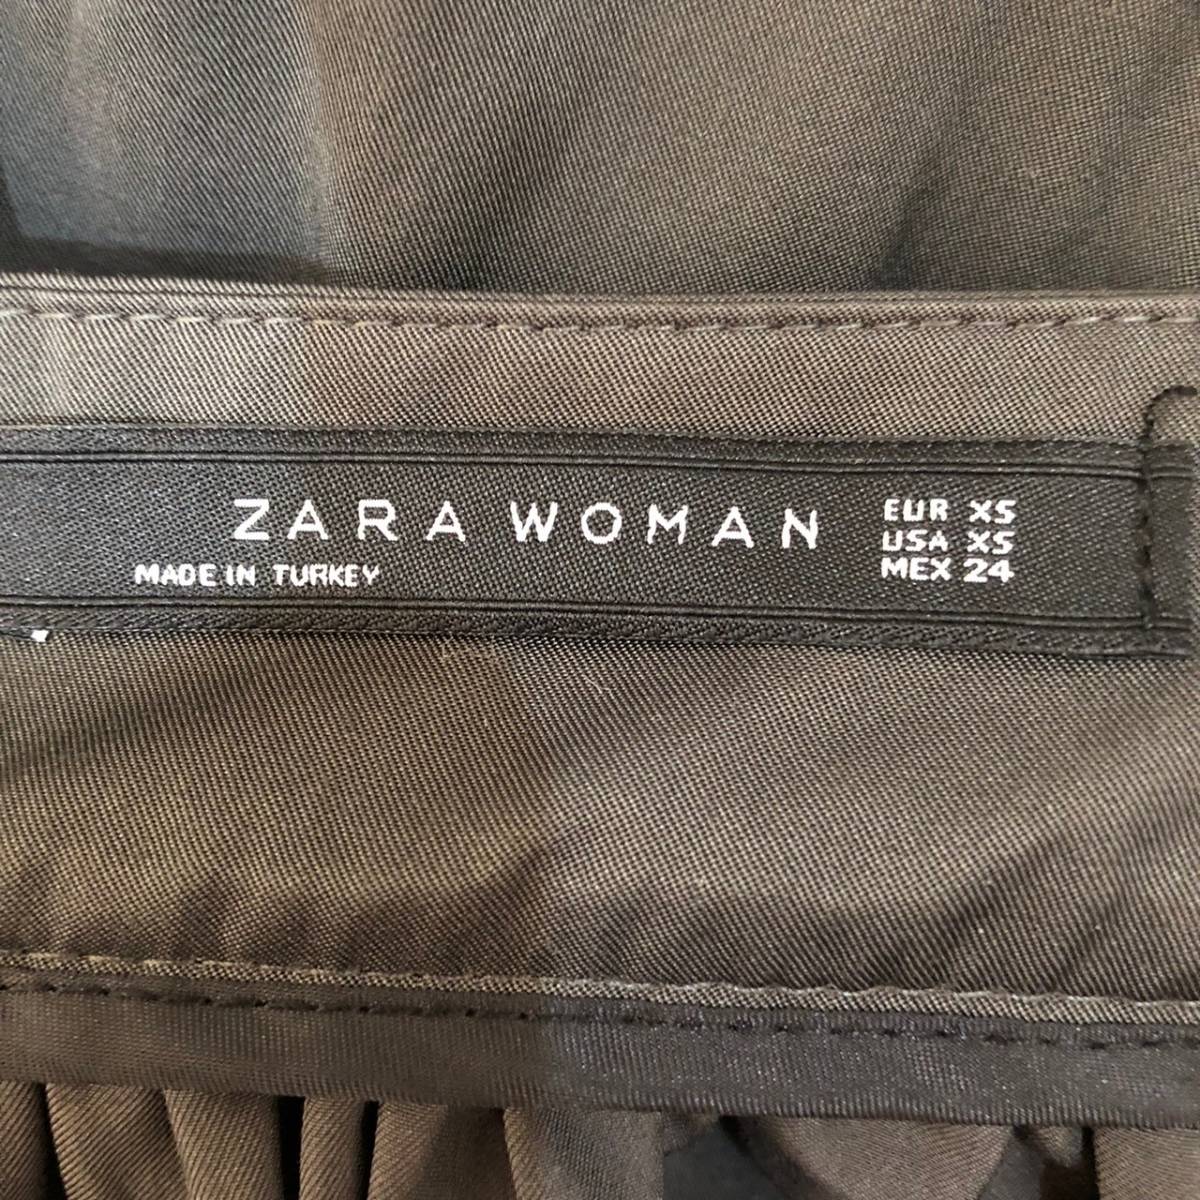 ZARA WOMAN
MADE IN TURKEY
EUR XS
USA XS
MEX 24